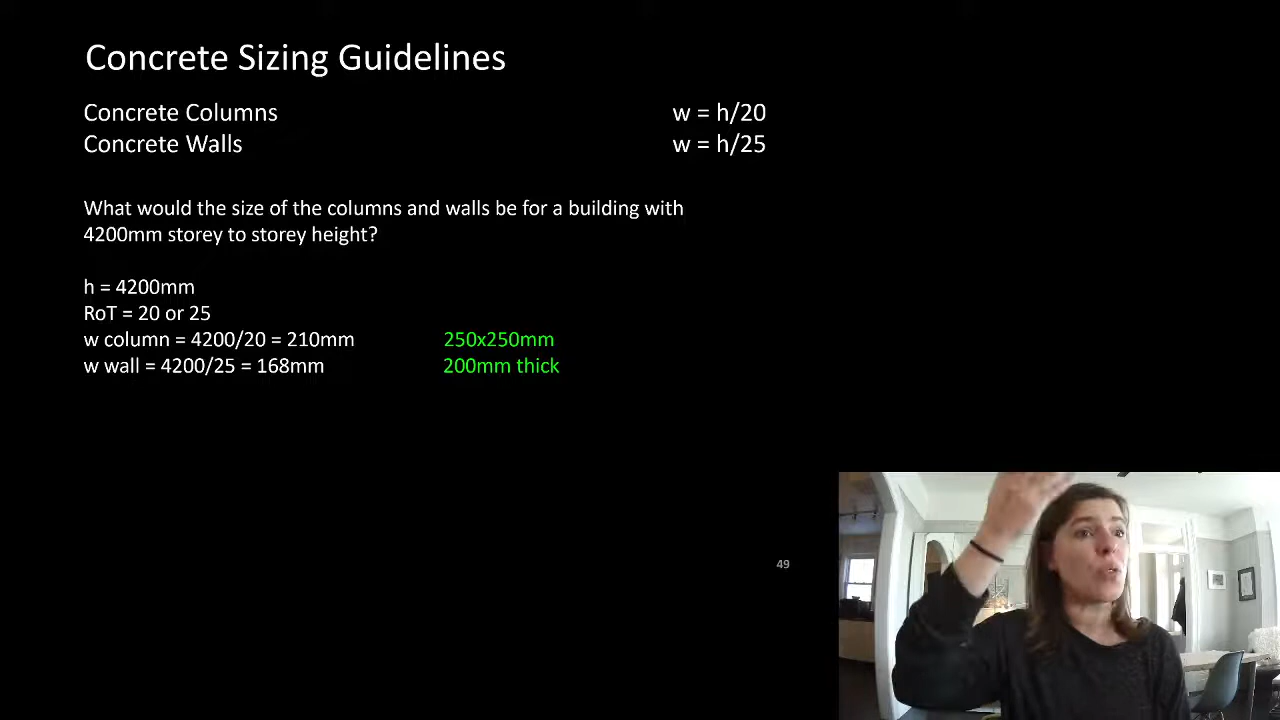 Concrete Sizing Guidelines
Concrete Columns w = h/20
Concrete Walls w = h/25
What would the size of the columns and walls be for a building with
4200mm storey to storey height?
h = 4200mm
RoT = 20 or 25
w column = 4200/20 = 210mm 250x250mm
w wall = 4200/25 = 168mm 200mm thick
49